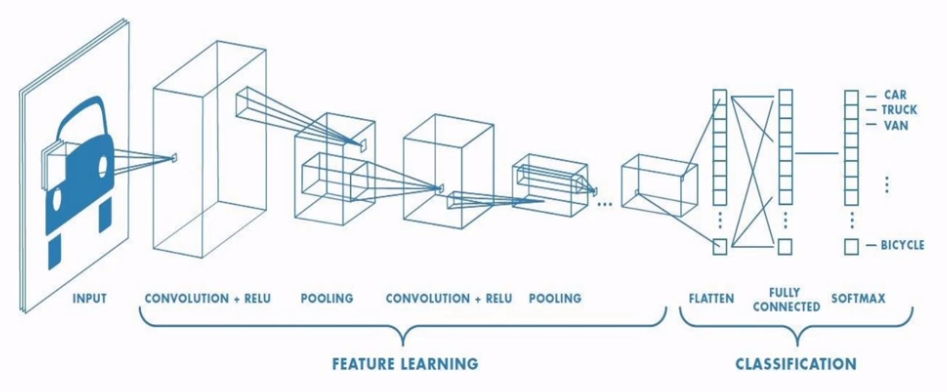 CAR
TRUCK
VAN
BICYCLE
INPUT
CONVOLUTION + RELU
POOLING
CONVOLUTION + RELU
POOLING
FLATTEN
FULLY
CONNECTED
SOFTMAX
FEATURE LEARNING
CLASSIFICATION